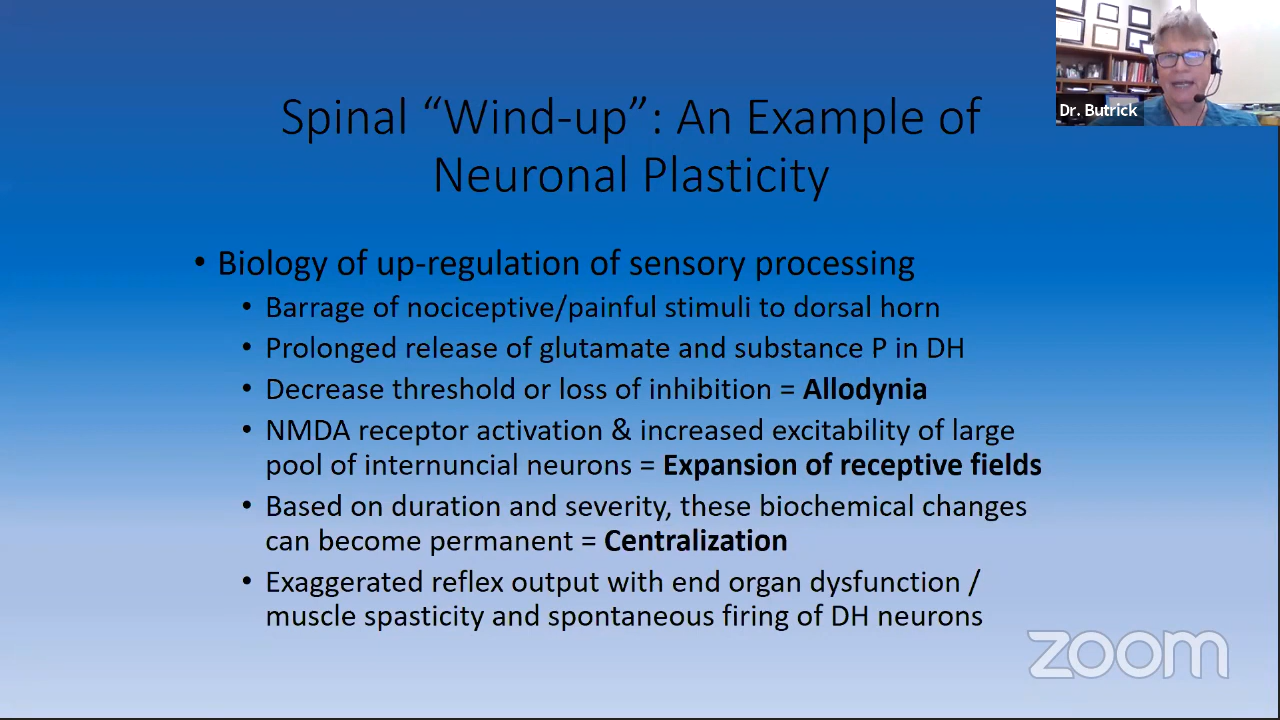 Spinal “Wind-up”: An Example of
Neuronal Plasticity
• Biology of up-regulation of sensory processing
• Barrage of nociceptive/painful stimuli to dorsal horn
• Prolonged release of glutamate and substance P in DH
• Decrease threshold or loss of inhibition = Allodynia
• NMDA receptor activation & increased excitability of large
pool of internuncial neurons = Expansion of receptive fields
• Based on duration and severity, these biochemical changes
can become permanent = Centralization
• Exaggerated reflex output with end organ dysfunction /
muscle spasticity and spontaneous firing of DH neurons
Dr. Butrick
zoom